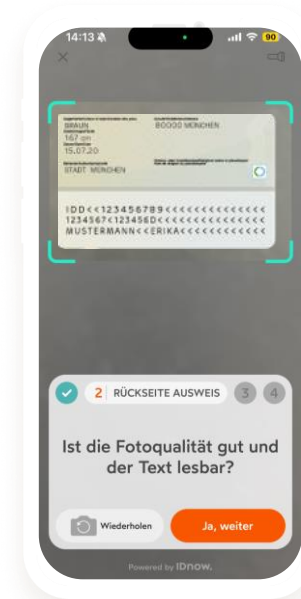 14:13
90
BRAUN
80000 MÜNCHEN
167 cm
15.07.20
STADT MÜNCHEN
IDD<<123456789<<<<<<<<<<<<<<<
1234567<123456D<<<<<<<<<<<<<<
MUSTERMANN<<ERIKA<<<<<<<<<<<<
2 RÜCKSEITE AUSWEIS 3 4
Ist die Fotoqualität gut und
der Text lesbar?
Wiederholen
Ja, weiter
Powered by IDnow.